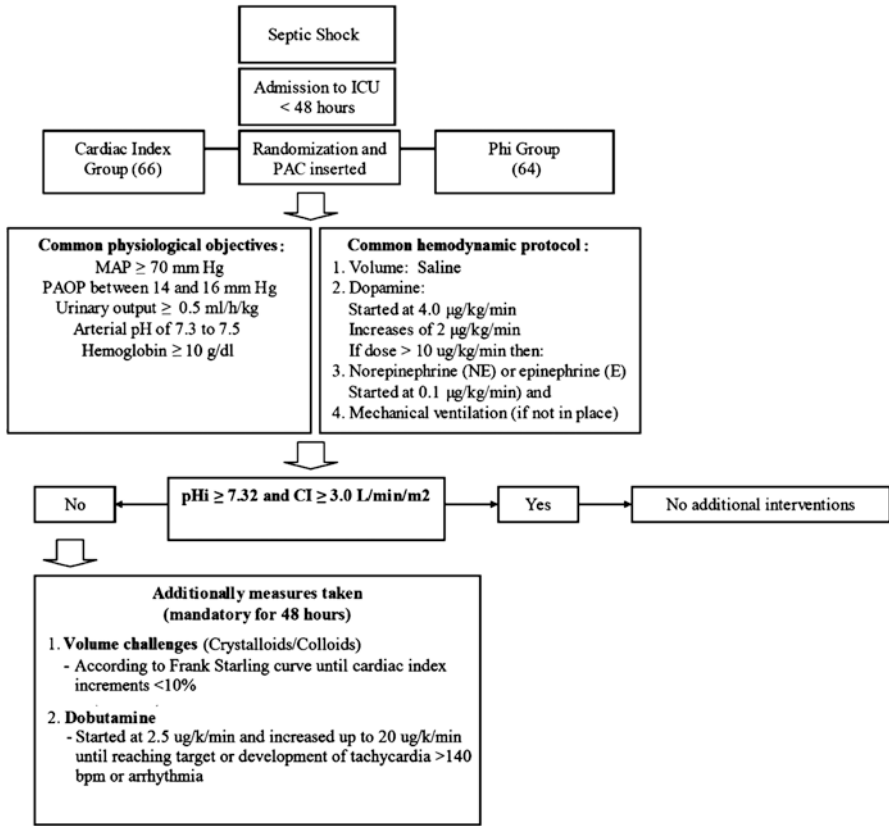 Septic Shock
Admission to ICU
< 48 hours
Cardiac Index
Group (66)
Randomization and
PAC inserted
Phi Group
(64)
Common physiological objectives:
MAP ≥ 70 mm Hg
PAOP between 14 and 16 mm Hg
Urinary output ≥ 0.5 ml/h/kg
Arterial pH of 7.3 to 7.5
Hemoglobin ≥ 10 g/dl
Common hemodynamic protocol:
1. Volume: Saline
2. Dopamine:
Started at 4.0 µg/kg/min
Increases of 2 µg/kg/min
If dose > 10 ug/kg/min then:
3. Norepinephrine (NE) or epinephrine (E)
Started at 0.1 µg/kg/min) and
4. Mechanical ventilation (if not in place)
No
pHi ≥ 7.32 and CI ≥ 3.0 L/min/m2
Yes
No additional interventions
Additionally measures taken
(mandatory for 48 hours)
1. Volume challenges (Crystalloids/Colloids)
- According to Frank Starling curve until cardiac index
increments <10%
2. Dobutamine
- Started at 2.5 ug/k/min and increased up to 20 ug/k/min
until reaching target or development of tachycardia >140
bpm or arrhythmia